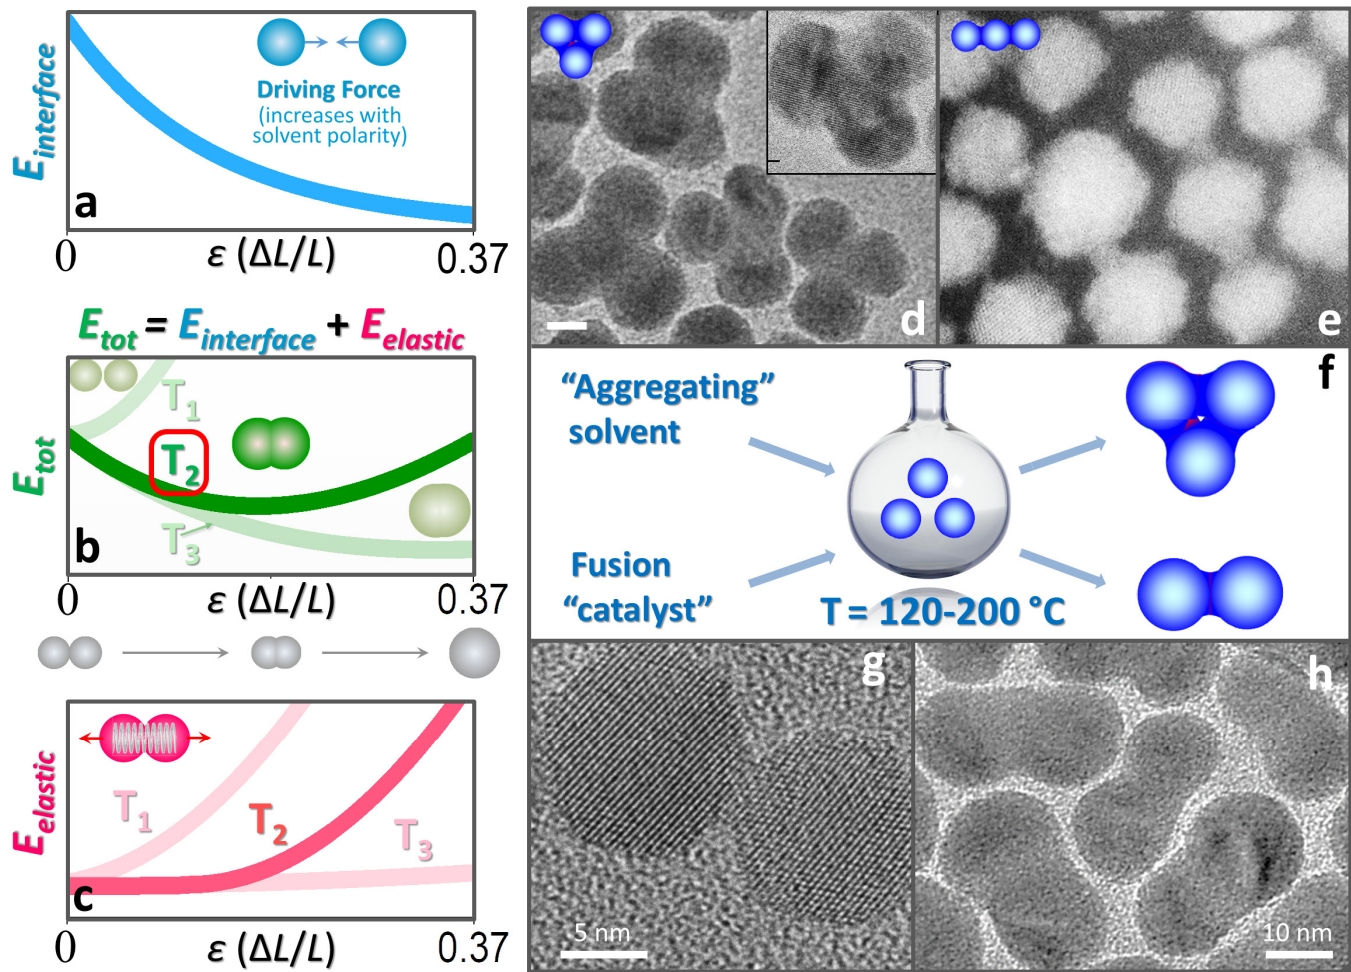 E_interface
Driving Force
(increases with
solvent polarity)
a
0
ε (ΔL/L)
0.37
E_tot = E_interface + E_elastic
E_tot
T_1
T_2
T_3
b
0
ε (ΔL/L)
0.37
E_elastic
T_1
T_2
T_3
c
0
ε (ΔL/L)
0.37
d
e
f
“Aggregating”
solvent
Fusion
“catalyst”
T = 120-200 °C
g
5 nm
h
10 nm